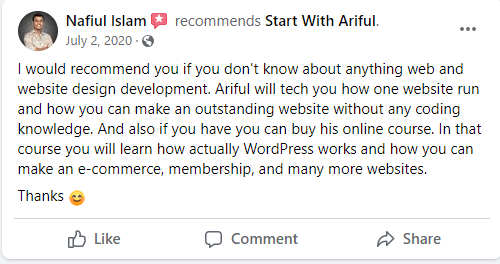 Nafiul Islam recommends Start With Ariful.
July 2, 2020 ·
I would recommend you if you don't know about anything web and
website design development. Ariful will tech you how one website run
and how you can make an outstanding website without any coding
knowledge. And also if you have you can buy his online course. In that
course you will learn how actually WordPress works and how you can
make an e-commerce, membership, and many more websites.
Thanks 😊
Like Comment Share